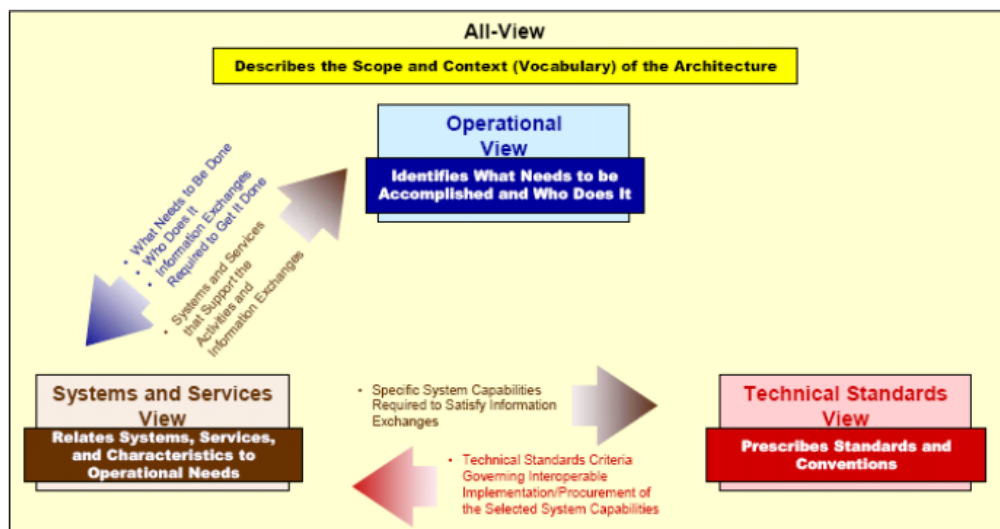 All-View
Describes the Scope and Context (Vocabulary) of the Architecture
Operational
View
Identifies What Needs to be
Accomplished and Who Does It
• What Needs to Be Done
• Who Does It
• Information Exchanges
Required to Get It Done
• Systems and Services
that Support the
Activities and
Information Exchanges
Systems and Services
View
Relates Systems, Services,
and Characteristics to
Operational Needs
• Specific System Capabilities
Required to Satisfy Information
Exchanges
• Technical Standards Criteria
Governing Interoperable
Implementation/Procurement of
the Selected System Capabilities
Technical Standards
View
Prescribes Standards and
Conventions